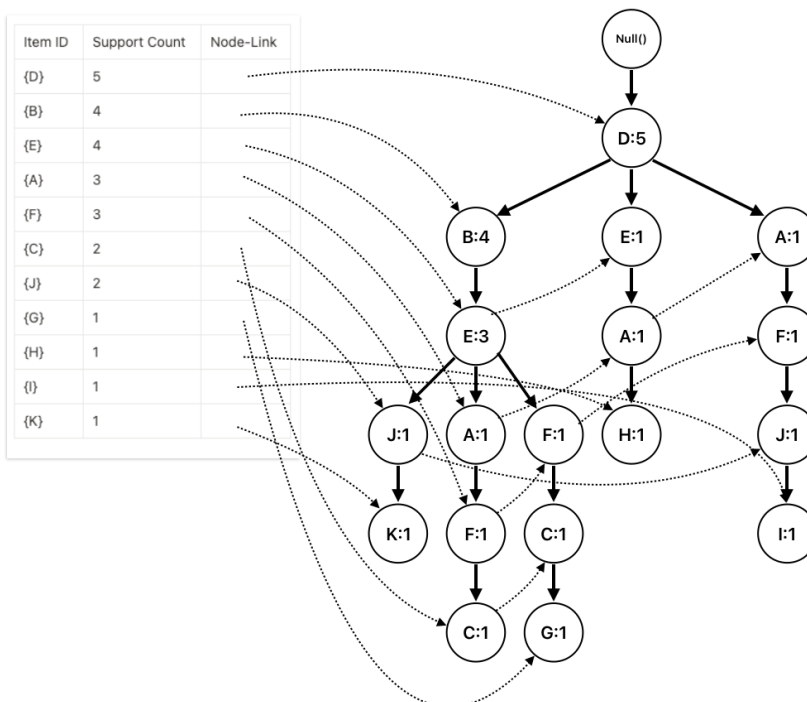 Item ID Support Count Node-Link
{D} 5
{B} 4
{E} 4
{A} 3
{F} 3
{C} 2
{J} 2
{G} 1
{H} 1
{I} 1
{K} 1
Null()
D:5
B:4 E:1 A:1
E:3 A:1 F:1
J:1 A:1 F:1 H:1 J:1
K:1 F:1 C:1 I:1
C:1 G:1